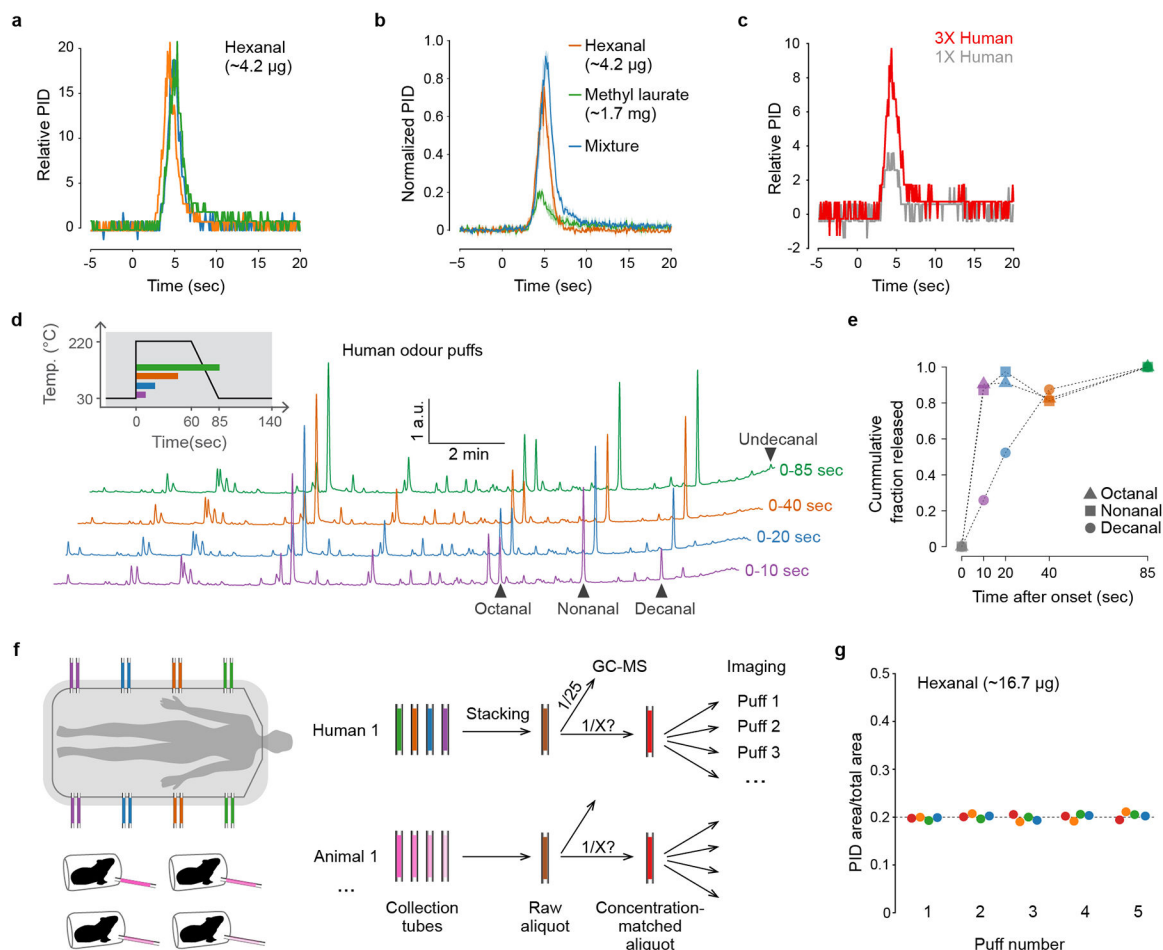 a
Hexanal
(~4.2 µg)
Relative PID
20
15
10
5
0
-5 0 5 10 15 20
Time (sec)
b
Hexanal
(~4.2 µg)
Methyl laurate
(~1.7 mg)
Mixture
Normalized PID
1.0
0.8
0.6
0.4
0.2
0
−5 0 5 10 15 20
Time (sec)
c
3X Human
1X Human
Relative PID
10
8
6
4
2
0
-2
-5 0 5 10 15 20
Time (sec)
d
Temp. (°C)
220
30
0 60 85 140
Time(sec)
Human odour puffs
1 a.u.
2 min
Undecanal
0-85 sec
0-40 sec
0-20 sec
0-10 sec
Octanal
Nonanal
Decanal
e
Cummulative
fraction released
1.0
0.8
0.6
0.4
0.2
0
Octanal
Nonanal
Decanal
0 10 20 40 85
Time after onset (sec)
f
GC-MS
Imaging
Human 1
Stacking
1/25
1/X?
Puff 1
Puff 2
Puff 3
...
Animal 1
...
1/X?
Collection
tubes
Raw
aliquot
Concentration-
matched
aliquot
g
Hexanal (~16.7 µg)
PID area/total area
0.5
0.4
0.3
0.2
0.1
0
1 2 3 4 5
Puff number